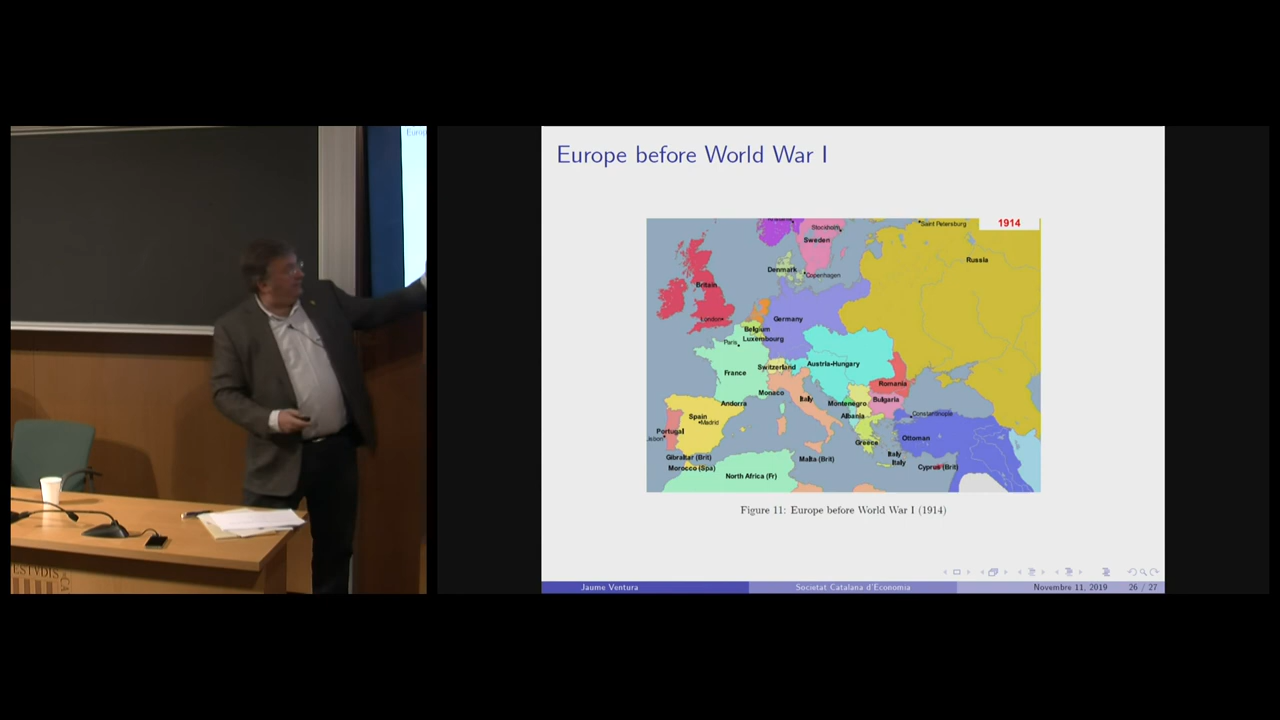 Europ
ESTVDIS
CA
Europe before World War I
1914
Stockholm
Saint Petersburg
Sweden
Russia
Denmark
Copenhagen
Britain
London
Germany
Belgium
Paris
Luxembourg
Switzerland
Austria-Hungary
France
Romania
Monaco
Italy
Andorra
Montenegro
Bulgaria
Albania
Constantinople
Spain
Madrid
Portugal
Lisbon
Ottoman
Greece
Gibraltar (Brit)
Italy
Malta (Brit)
Italy
Morocco (Spa)
Cyprus (Brit)
North Africa (Fr)
Figure 11: Europe before World War I (1914)
Jaume Ventura
Societat Catalana d'Economia
Novembre 11, 2019
26 / 27